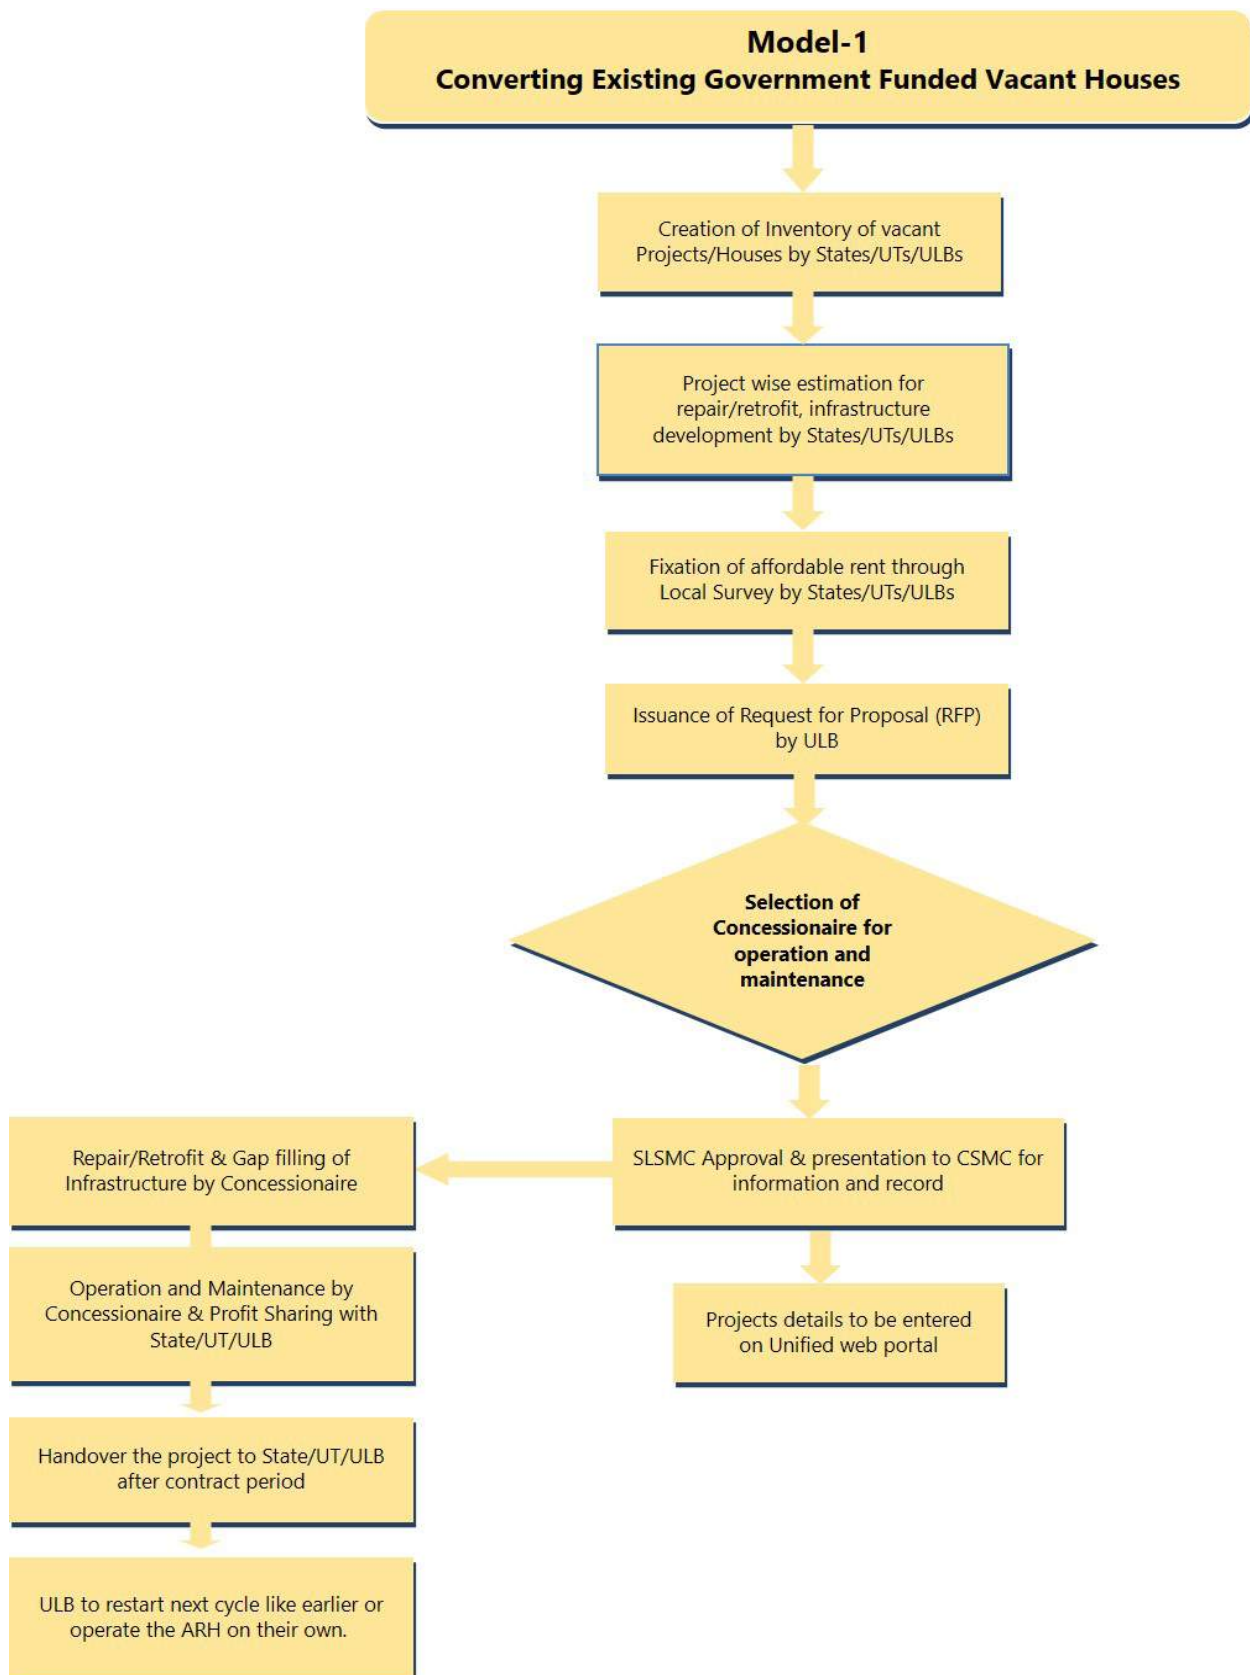 Model-1
Converting Existing Government Funded Vacant Houses
Creation of Inventory of vacant
Projects/Houses by States/UTs/ULBs
Project wise estimation for
repair/retrofit, infrastructure
development by States/UTs/ULBs
Fixation of affordable rent through
Local Survey by States/UTs/ULBs
Issuance of Request for Proposal (RFP)
by ULB
Selection of
Concessionaire for
operation and
maintenance
SLSMC Approval & presentation to CSMC for
information and record
Projects details to be entered
on Unified web portal
Repair/Retrofit & Gap filling of
Infrastructure by Concessionaire
Operation and Maintenance by
Concessionaire & Profit Sharing with
State/UT/ULB
Handover the project to State/UT/ULB
after contract period
ULB to restart next cycle like earlier or
operate the ARH on their own.